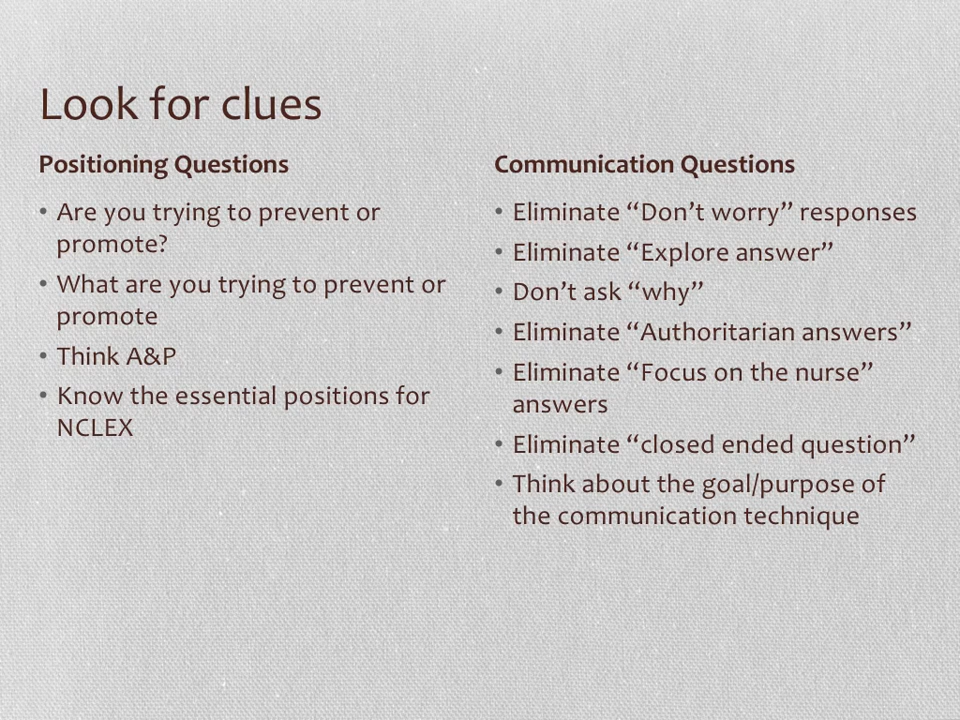 Look for clues
Positioning Questions
• Are you trying to prevent or
promote?
• What are you trying to prevent or
promote
• Think A&P
• Know the essential positions for
NCLEX
Communication Questions
• Eliminate “Don’t worry” responses
• Eliminate “Explore answer”
• Don’t ask “why”
• Eliminate “Authoritarian answers”
• Eliminate “Focus on the nurse”
answers
• Eliminate “closed ended question”
• Think about the goal/purpose of
the communication technique